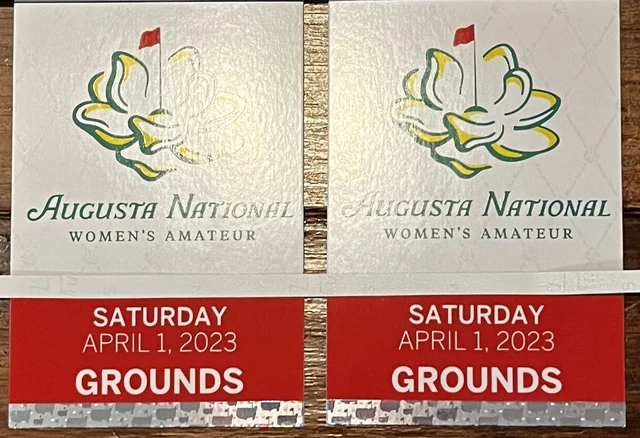 Augusta National
WOMEN'S AMATEUR
SATURDAY
APRIL 1, 2023
GROUNDS
Augusta National
WOMEN'S AMATEUR
SATURDAY
APRIL 1, 2023
GROUNDS